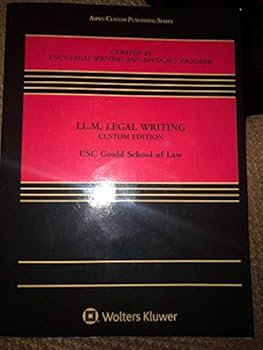 ASPEN CUSTOM PUBLISHING SERIES
CURATED BY
USC'S LEGAL WRITING AND ADVOCACY PROGRAM
LL.M. LEGAL WRITING
CUSTOM EDITION
USC Gould School of Law
Wolters Kluwer